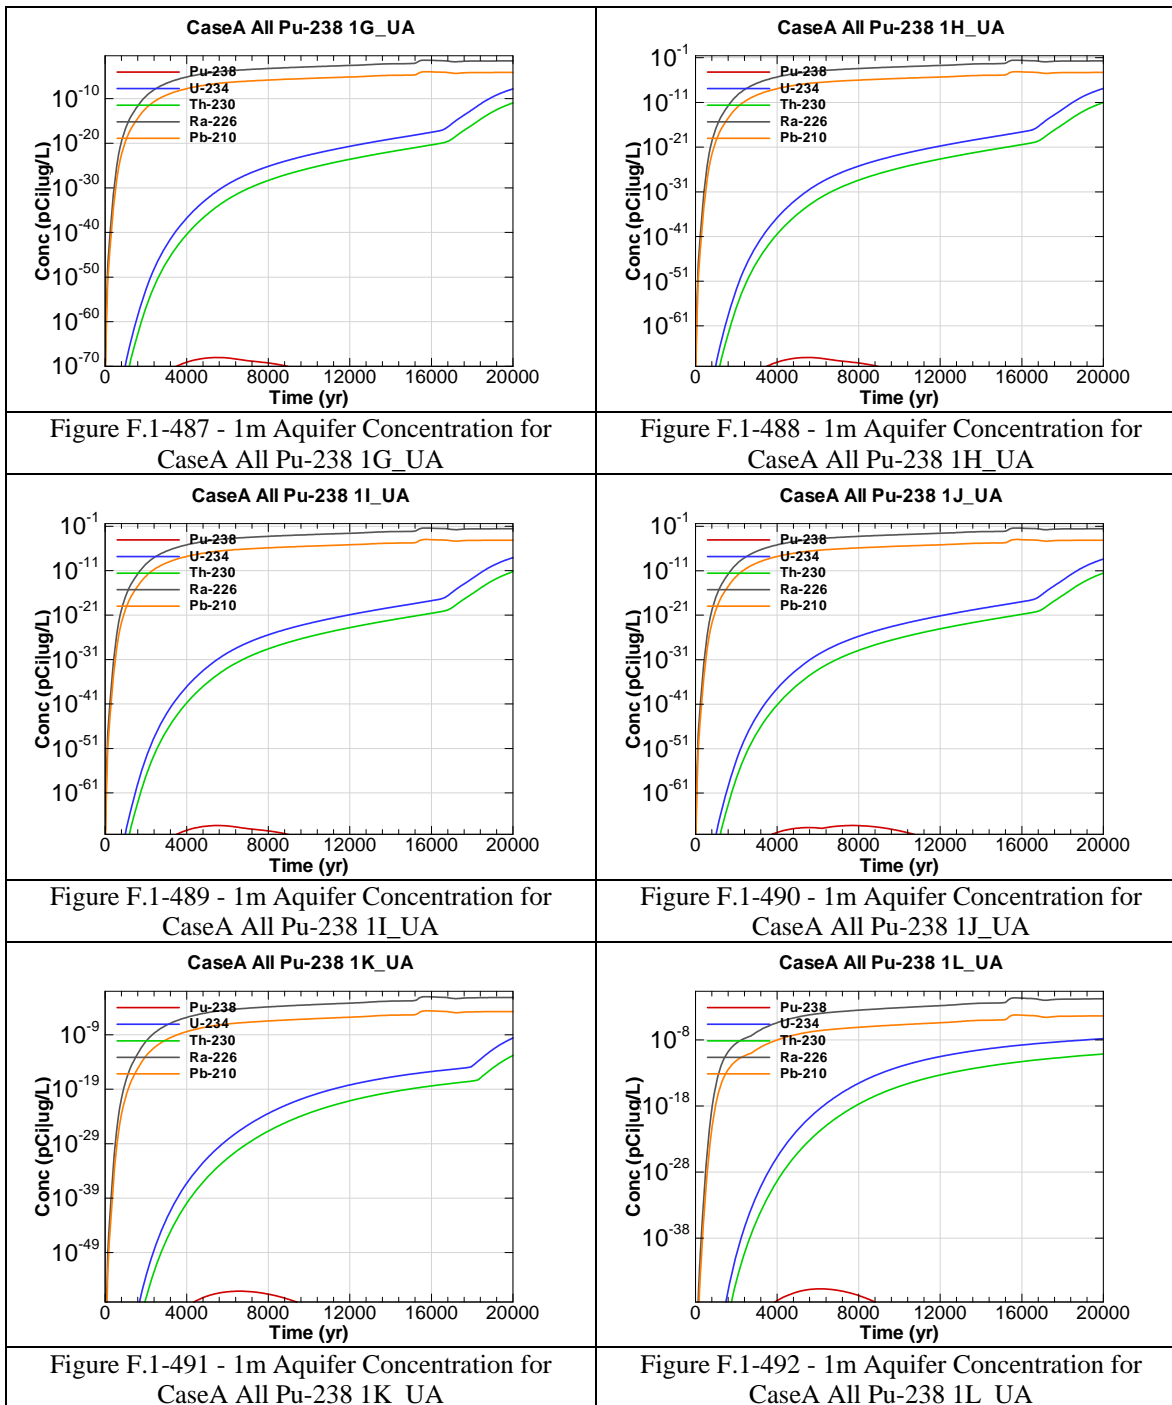 CaseA All Pu-238 1G_UA
Conc (pCi|ug/L)
10^-10
10^-20
10^-30
10^-40
10^-50
10^-60
10^-70
Pu-238
U-234
Th-230
Ra-226
Pb-210
0 4000 8000 12000 16000 20000
Time (yr)
Figure F.1-487 - 1m Aquifer Concentration for
CaseA All Pu-238 1G_UA
CaseA All Pu-238 1H_UA
Conc (pCi|ug/L)
10^-1
10^-11
10^-21
10^-31
10^-41
10^-51
10^-61
Pu-238
U-234
Th-230
Ra-226
Pb-210
0 4000 8000 12000 16000 20000
Time (yr)
Figure F.1-488 - 1m Aquifer Concentration for
CaseA All Pu-238 1H_UA
CaseA All Pu-238 1I_UA
Conc (pCi|ug/L)
10^-1
10^-11
10^-21
10^-31
10^-41
10^-51
10^-61
Pu-238
U-234
Th-230
Ra-226
Pb-210
0 4000 8000 12000 16000 20000
Time (yr)
Figure F.1-489 - 1m Aquifer Concentration for
CaseA All Pu-238 1I_UA
CaseA All Pu-238 1J_UA
Conc (pCi|ug/L)
10^-1
10^-11
10^-21
10^-31
10^-41
10^-51
10^-61
Pu-238
U-234
Th-230
Ra-226
Pb-210
0 4000 8000 12000 16000 20000
Time (yr)
Figure F.1-490 - 1m Aquifer Concentration for
CaseA All Pu-238 1J_UA
CaseA All Pu-238 1K_UA
Conc (pCi|ug/L)
10^-9
10^-19
10^-29
10^-39
10^-49
Pu-238
U-234
Th-230
Ra-226
Pb-210
0 4000 8000 12000 16000 20000
Time (yr)
Figure F.1-491 - 1m Aquifer Concentration for
CaseA All Pu-238 1K_UA
CaseA All Pu-238 1L_UA
Conc (pCi|ug/L)
10^-8
10^-18
10^-28
10^-38
Pu-238
U-234
Th-230
Ra-226
Pb-210
0 4000 8000 12000 16000 20000
Time (yr)
Figure F.1-492 - 1m Aquifer Concentration for
CaseA All Pu-238 1L_UA